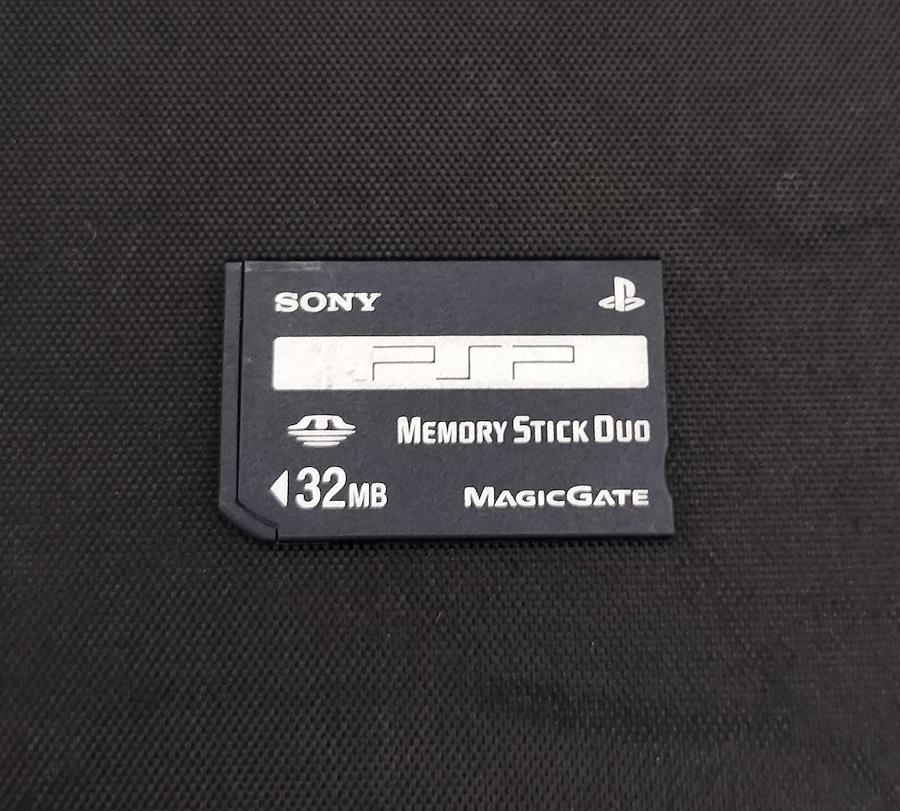 SONY
PSP
MEMORY STICK DUO
32MB
MAGICGATE